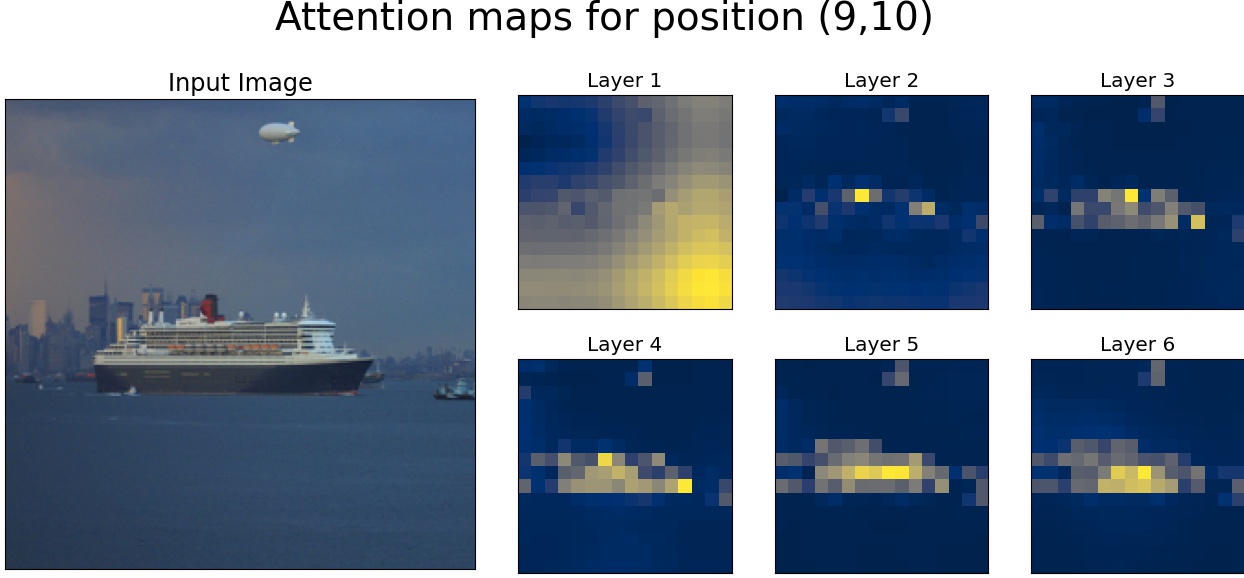 Attention maps for position (9,10)
Input Image
Layer 1
Layer 2
Layer 3
Layer 4
Layer 5
Layer 6